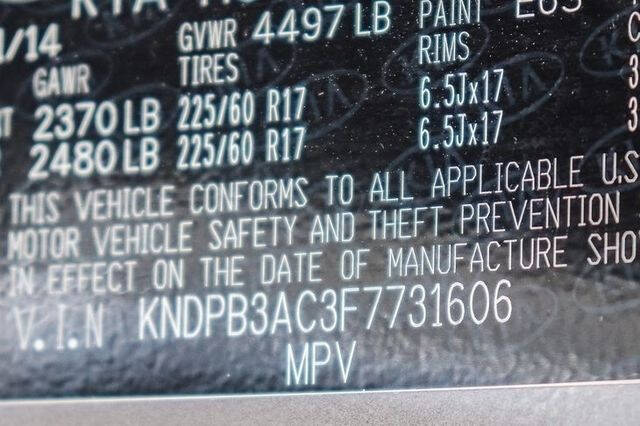 KIA
1/14 GVWR 4497 LB PAINT
GAWR TIRES RIMS
2370 LB 225/60 R17 6.5Jx17
2480 LB 225/60 R17 6.5Jx17
THIS VEHICLE CONFORMS TO ALL APPLICABLE U.S
MOTOR VEHICLE SAFETY AND THEFT PREVENTION
IN EFFECT ON THE DATE OF MANUFACTURE SHO
V.I.N KNDPB3AC3F7731606
MPV